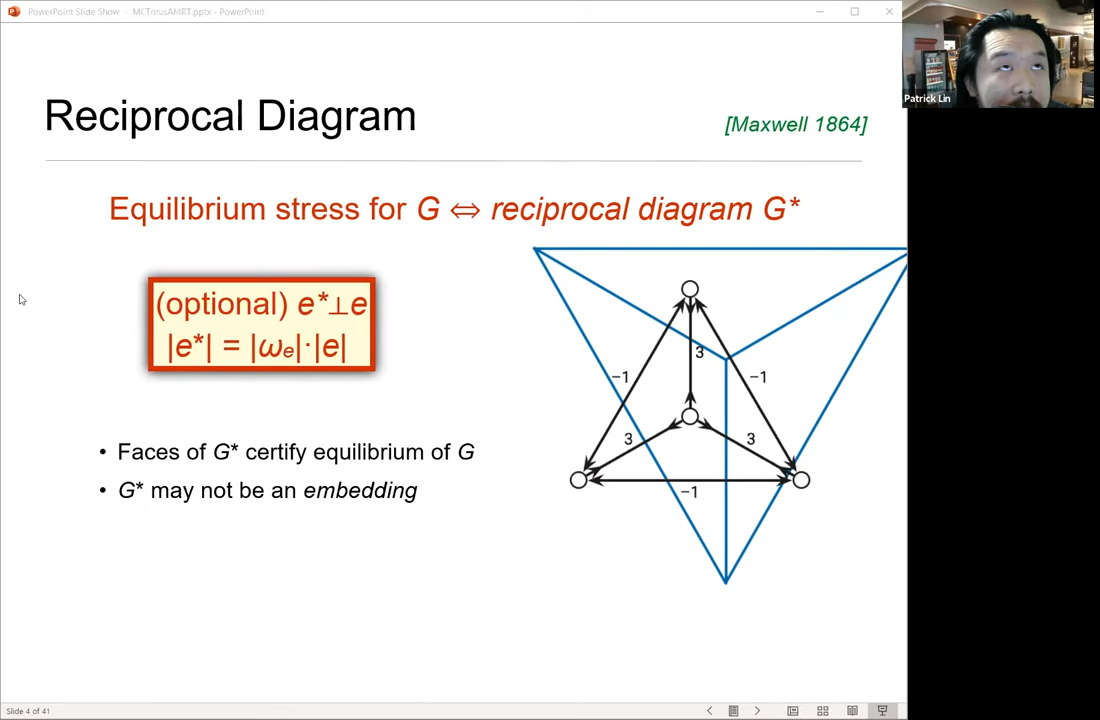 PowerPoint Slide Show - MCTorusAMRT.pptx - PowerPoint
Patrick Lin
Reciprocal Diagram
[Maxwell 1864]
Equilibrium stress for G ⇔ reciprocal diagram G*
(optional) e*⊥e
|e*| = |ωₑ|·|e|
3
−1
−1
3
3
−1
• Faces of G* certify equilibrium of G
• G* may not be an embedding
Slide 4 of 41